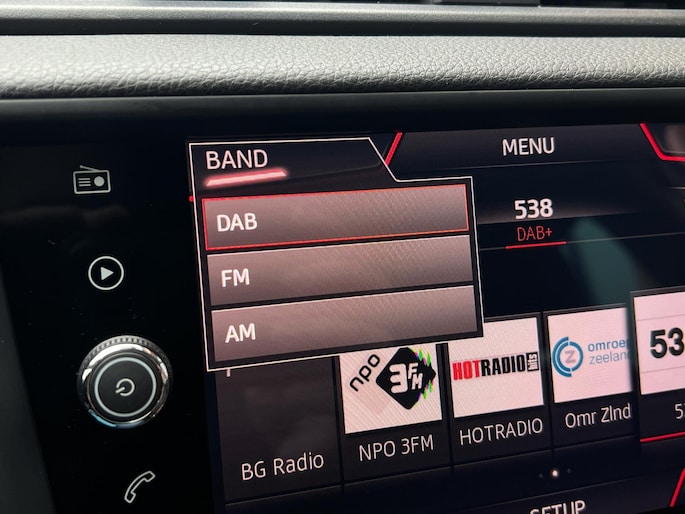 BAND
MENU
DAB
538
DAB+
FM
AM
npo
3FM
HOTRADIO
omroep
zeeland
53
BG Radio
NPO 3FM
HOTRADIO
Omr Zlnd
SETUP